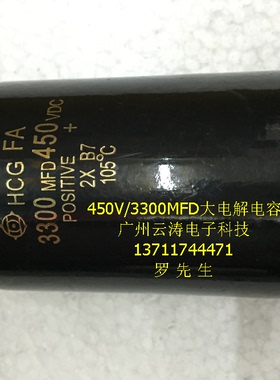 HCG FA
3300 MFD 450 VDC
POSITIVE +
2X B7
105℃
450V/3300MFD大电解电容
广州云涛电子科技
13711744471
罗先生